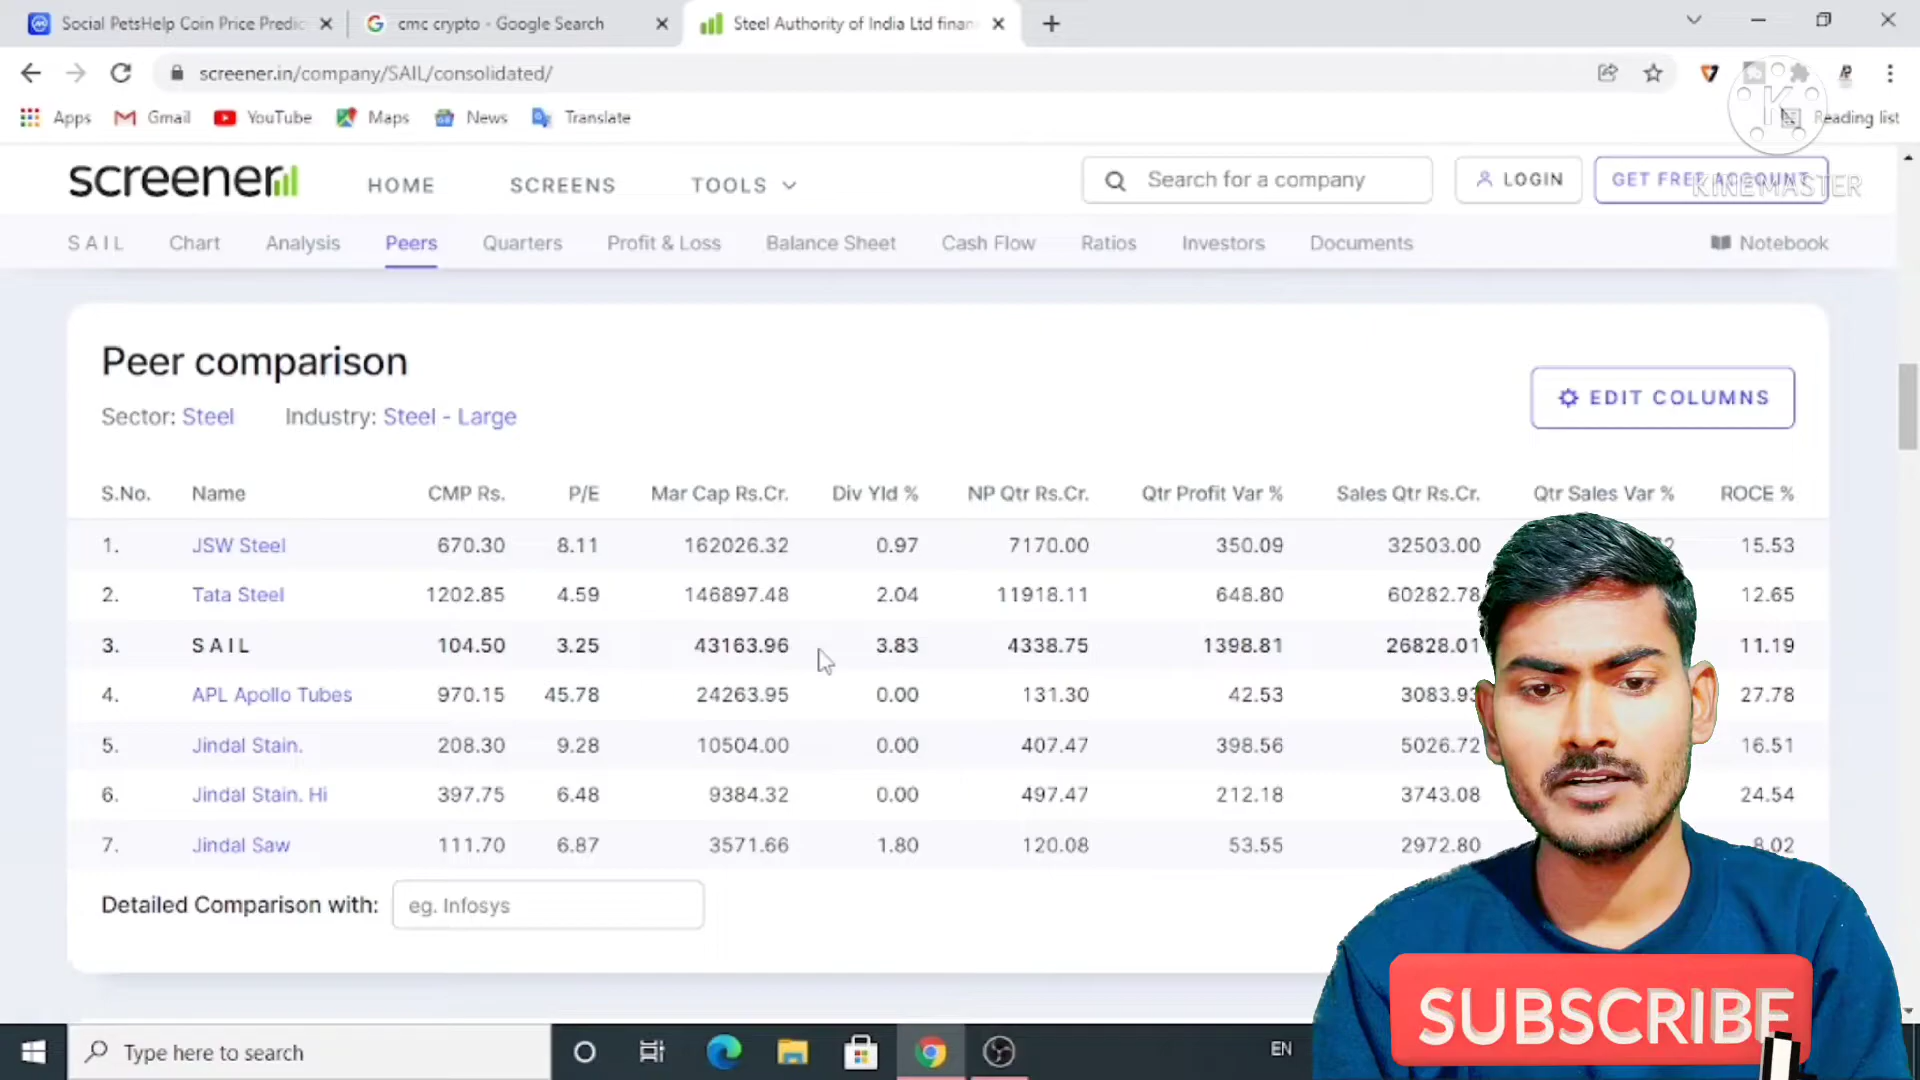 Social PetsHelp Coin Price Predic
cmc crypto - Google Search
Steel Authority of India Ltd finan
screener.in/company/SAIL/consolidated/
Apps Gmail YouTube Maps News Translate Reading list
screener HOME SCREENS TOOLS Search for a company LOGIN GET FREE ACCOUNT
KINEMASTER
SAIL Chart Analysis Peers Quarters Profit & Loss Balance Sheet Cash Flow Ratios Investors Documents Notebook
Peer comparison
EDIT COLUMNS
Sector: Steel Industry: Steel - Large
S.No. Name CMP Rs. P/E Mar Cap Rs.Cr. Div Yld % NP Qtr Rs.Cr. Qtr Profit Var % Sales Qtr Rs.Cr. Qtr Sales Var % ROCE %
1. JSW Steel 670.30 8.11 162026.32 0.97 7170.00 350.09 32503.00 15.53
2. Tata Steel 1202.85 4.59 146897.48 2.04 11918.11 648.80 60282.78 12.65
3. S A I L 104.50 3.25 43163.96 3.83 4338.75 1398.81 26828.01 11.19
4. APL Apollo Tubes 970.15 45.78 24263.95 0.00 131.30 42.53 3083.93 27.78
5. Jindal Stain. 208.30 9.28 10504.00 0.00 407.47 398.56 5026.72 16.51
6. Jindal Stain. Hi 397.75 6.48 9384.32 0.00 497.47 212.18 3743.08 24.54
7. Jindal Saw 111.70 6.87 3571.66 1.80 120.08 53.55 2972.80 8.02
Detailed Comparison with: eg. Infosys
SUBSCRIBE
Type here to search
EN